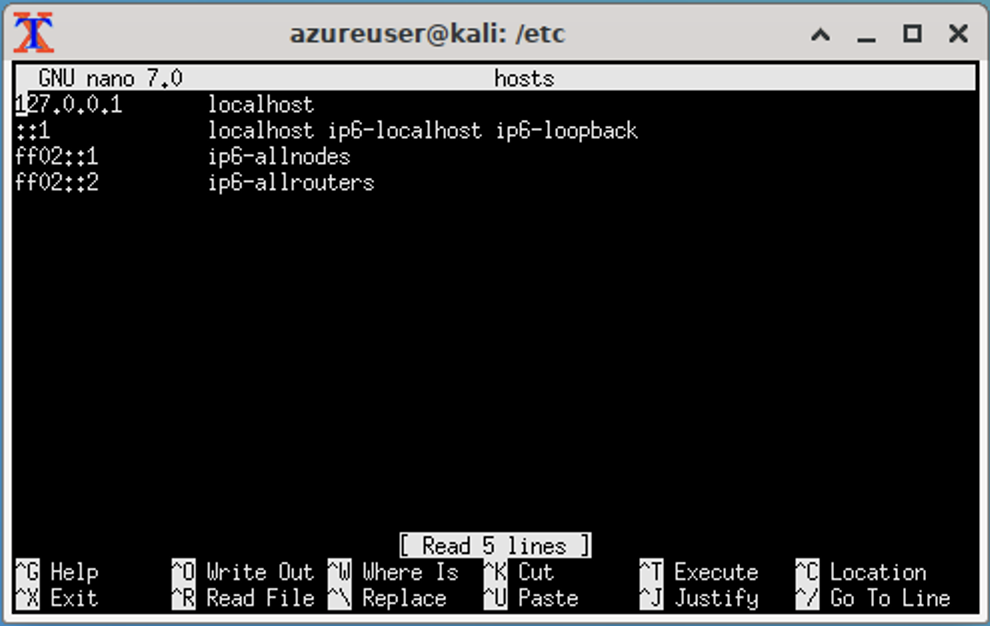 azureuser@kali: /etc
GNU nano 7.0 hosts
127.0.0.1 localhost
::1 localhost ip6-localhost ip6-loopback
ff02::1 ip6-allnodes
ff02::2 ip6-allrouters
[ Read 5 lines ]
^G Help ^O Write Out ^W Where Is ^K Cut ^T Execute ^C Location
^X Exit ^R Read File ^\ Replace ^U Paste ^J Justify ^/ Go To Line